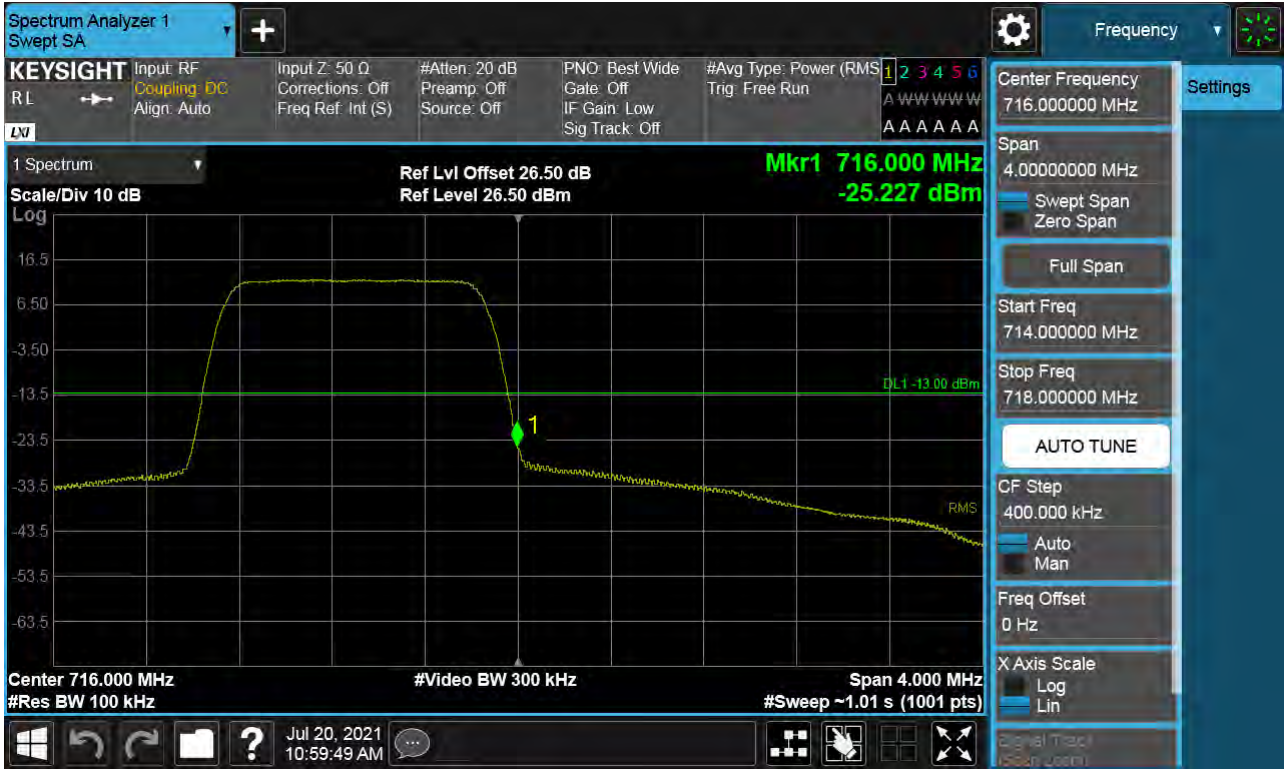 Spectrum Analyzer 1
Swept SA
Frequency
KEYSIGHT
R L
LXI
Input: RF
Coupling: DC
Align: Auto
Input Z: 50 Ω
Corrections: Off
Freq Ref: Int (S)
#Atten: 20 dB
Preamp: Off
Source: Off
PNO: Best Wide
Gate: Off
IF Gain: Low
Sig Track: Off
#Avg Type: Power (RMS
Trig: Free Run
1 2 3 4 5 6
A W W W W W
A A A A A A
1 Spectrum
Scale/Div 10 dB
Ref Lvl Offset 26.50 dB
Ref Level 26.50 dBm
Mkr1 716.000 MHz
-25.227 dBm
Log
16.5
6.50
-3.50
-13.5
-23.5
-33.5
-43.5
-53.5
-63.5
DL1 -13.00 dBm
1
RMS
Center 716.000 MHz
#Res BW 100 kHz
#Video BW 300 kHz
Span 4.000 MHz
#Sweep ~1.01 s (1001 pts)
Center Frequency
716.000000 MHz
Settings
Span
4.00000000 MHz
Swept Span
Zero Span
Full Span
Start Freq
714.000000 MHz
Stop Freq
718.000000 MHz
AUTO TUNE
CF Step
400.000 kHz
Auto
Man
Freq Offset
0 Hz
X Axis Scale
Log
Lin
Signal Track
(Span Zoom)
?
Jul 20, 2021
10:59:49 AM